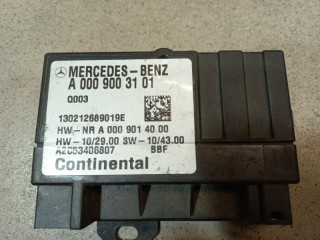 MERCEDES-BENZ
A 000 900 31 01
Q003
130212689019E
HW-NR A 000 901 40 00
HW-10/29.00 SW-10/43.00
A2C53408807 BBF
Continental